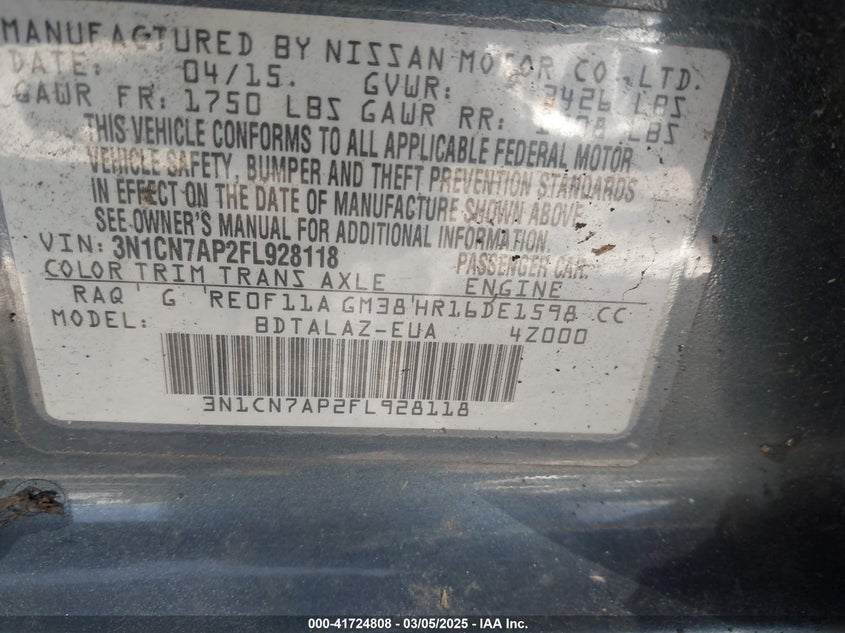 MANUFACTURED BY NISSAN MOTOR CO.,LTD.
DATE: 04/15. GVWR: 3426 LBS
GAWR FR: 1750 LBS GAWR RR: LBS
THIS VEHICLE CONFORMS TO ALL APPLICABLE FEDERAL MOTOR
VEHICLE SAFETY, BUMPER AND THEFT PREVENTION STANDARDS
IN EFFECT ON THE DATE OF MANUFACTURE SHOWN ABOVE.
SEE OWNER'S MANUAL FOR ADDITIONAL INFORMATION.
VIN: 3N1CN7AP2FL928118 PASSENGER CAR
COLOR TRIM TRANS AXLE ENGINE
RAQ G RE0F11A GM38 HR16DE1598 CC
MODEL: BDTALAZ-EUA 4Z000
3N1CN7AP2FL928118
000-41724808 — 03/05/2025 — IAA Inc.